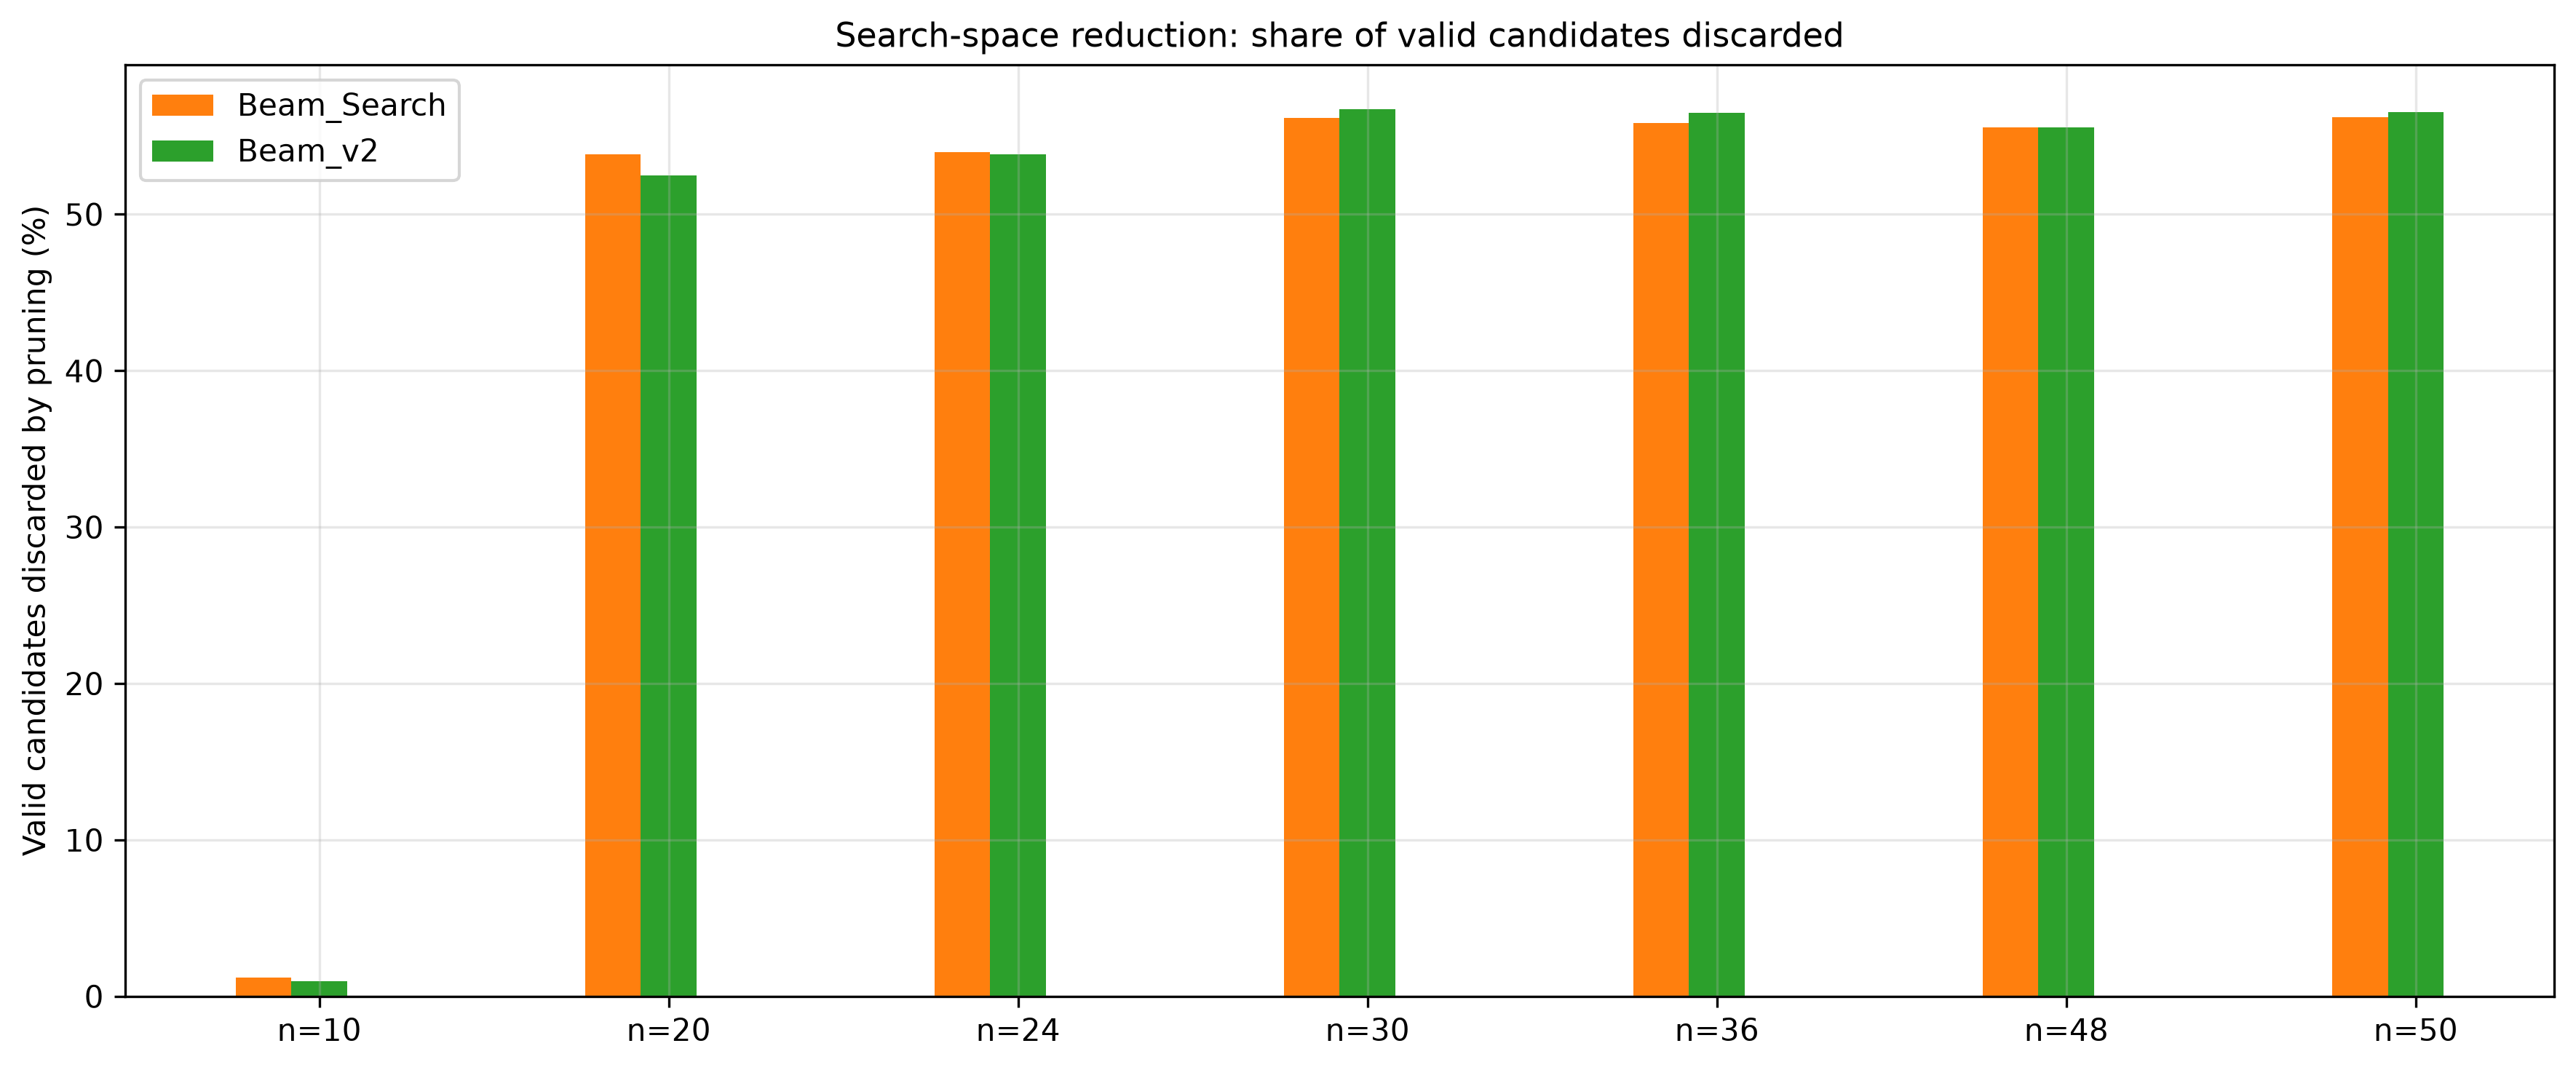 Search-space reduction: share of valid candidates discarded
Beam_Search
Beam_v2
Valid candidates discarded by pruning (%)
50
40
30
20
10
0
n=10
n=20
n=24
n=30
n=36
n=48
n=50